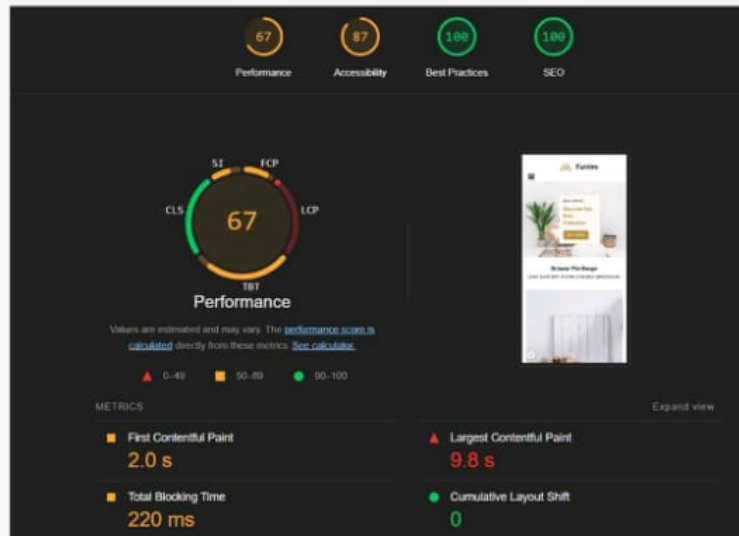 67 87 100 100
Performance Accessibility Best Practices SEO
SI FCP
CLS LCP
67
TBT
Performance
Values are estimated and may vary. The performance score is
calculated directly from these metrics. See calculator.
0–49 50–89 90–100
METRICS Expand view
First Contentful Paint
2.0 s
Largest Contentful Paint
9.8 s
Total Blocking Time
220 ms
Cumulative Layout Shift
0
Browse The Range